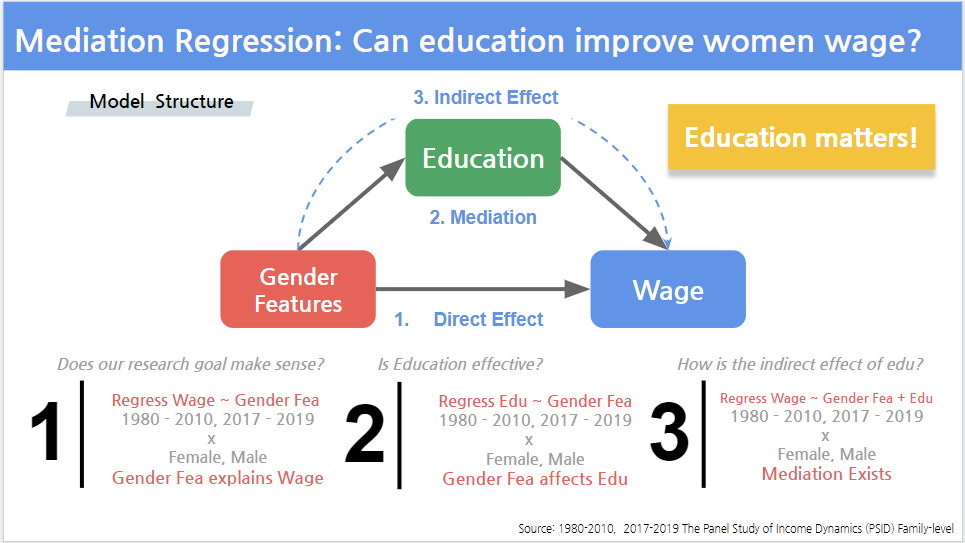 Mediation Regression: Can education improve women wage?
Model Structure
3. Indirect Effect
Education matters!
Education
2. Mediation
Gender
Features
Wage
1. Direct Effect
Does our research goal make sense?
1
Regress Wage ~ Gender Fea
1980 - 2010, 2017 - 2019
x
Female, Male
Gender Fea explains Wage
Is Education effective?
2
Regress Edu ~ Gender Fea
1980 - 2010, 2017 - 2019
x
Female, Male
Gender Fea affects Edu
How is the indirect effect of edu?
3
Regress Wage ~ Gender Fea + Edu
1980 - 2010, 2017 - 2019
x
Female, Male
Mediation Exists
Source: 1980-2010, 2017-2019 The Panel Study of Income Dynamics (PSID) Family-level